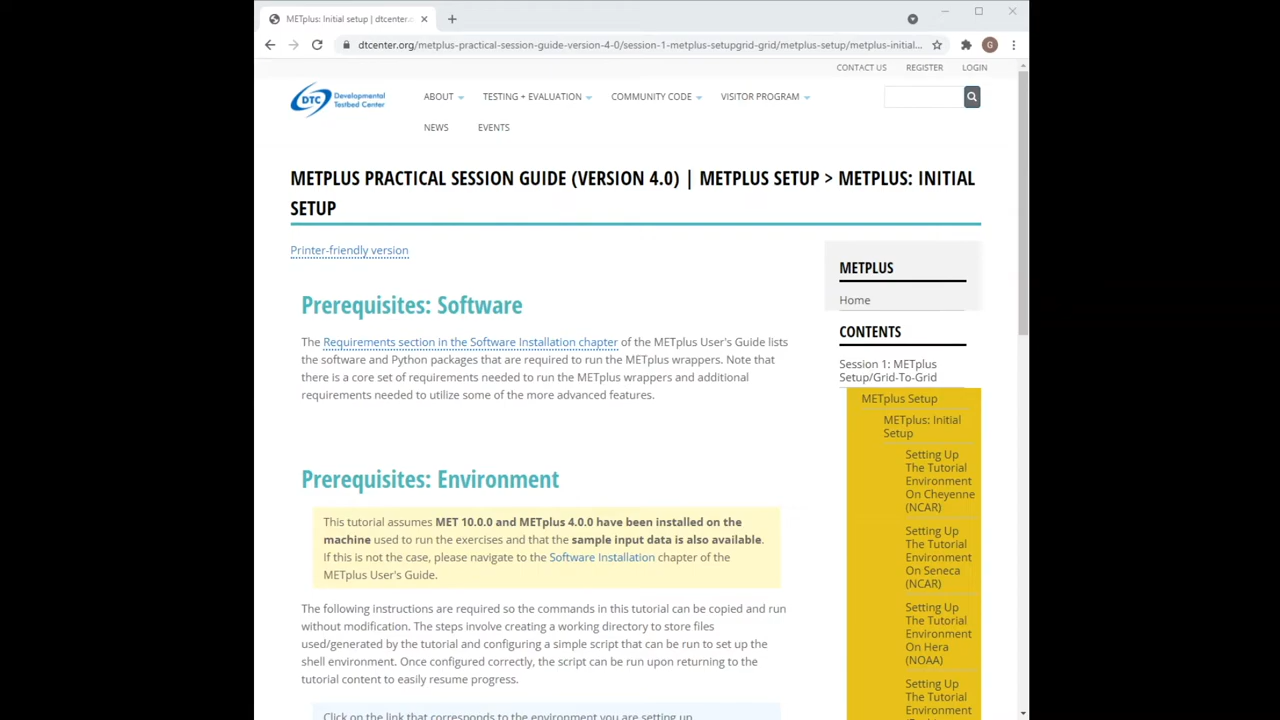 METplus: Initial setup | dtcenter.o
dtcenter.org/metplus-practical-session-guide-version-4-0/session-1-metplus-setupgrid-grid/metplus-setup/metplus-initial...
G
CONTACT US REGISTER LOGIN
DTC Developmental
Testbed Center
ABOUT TESTING + EVALUATION COMMUNITY CODE VISITOR PROGRAM
NEWS EVENTS
METPLUS PRACTICAL SESSION GUIDE (VERSION 4.0) | METPLUS SETUP > METPLUS: INITIAL
SETUP
Printer-friendly version
Prerequisites: Software
The Requirements section in the Software Installation chapter of the METplus User's Guide lists
the software and Python packages that are required to run the METplus wrappers. Note that
there is a core set of requirements needed to run the METplus wrappers and additional
requirements needed to utilize some of the more advanced features.
Prerequisites: Environment
This tutorial assumes MET 10.0.0 and METplus 4.0.0 have been installed on the
machine used to run the exercises and that the sample input data is also available.
If this is not the case, please navigate to the Software Installation chapter of the
METplus User's Guide.
The following instructions are required so the commands in this tutorial can be copied and run
without modification. The steps involve creating a working directory to store files
used/generated by the tutorial and configuring a simple script that can be run to set up the
shell environment. Once configured correctly, the script can be run upon returning to the
tutorial content to easily resume progress.
Click on the link that corresponds to the environment you are setting up
METPLUS
Home
CONTENTS
Session 1: METplus
Setup/Grid-To-Grid
METplus Setup
METplus: Initial
Setup
Setting Up
The Tutorial
Environment
On Cheyenne
(NCAR)
Setting Up
The Tutorial
Environment
On Seneca
(NCAR)
Setting Up
The Tutorial
Environment
On Hera
(NOAA)
Setting Up
The Tutorial
Environment